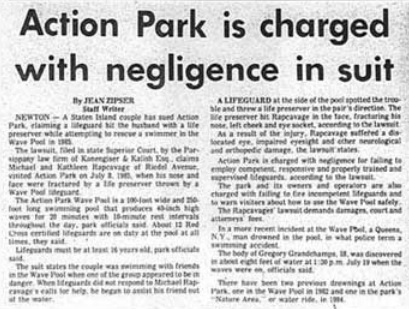 Action Park is charged
with negligence in suit
By JEAN ZIPSER
Staff Writer
NEWTON — A Staten Island couple has sued Action
Park, claiming a lifeguard hit the husband with a life
preserver while attempting to rescue a swimmer in the
Wave Pool in 1985.
The lawsuit, filed in state Superior Court, by the Par-
sippany law firm of & Kalish Esq., claims
Michael and Kathleen Rapcavage of Riedel Avenue,
visited Action Park on July 8, 1985, when his nose and
face were fractured by a life preserver thrown by a
Wave Pool lifeguard.
The Action Park Wave Pool is a 100-foot wide and 250-
foot long swimming pool that produces 40-inch high
waves for 20 minutes with 10-minute rest intervals
throughout the day, park officials said. About 12 Red
Cross certified lifeguards are on duty at the pool at all
times, they said.
Lifeguards must be at least 16 years old, park officials
said.
The suit states the couple was swimming with friends
in the Wave Pool when one of the group appeared to be in
danger. When lifeguards did not respond to Michael Rap-
cavage's calls for help, he began to assist his friend out
of the water.
A LIFEGUARD at the side of the pool spotted the trou-
ble and threw a life preserver in the pair's direction. The
life preserver hit Rapcavage in the face, fracturing his
nose, left cheek and eye socket, according to the lawsuit.
As a result of the injury, Rapcavage suffered a dis-
located eye, impaired eyesight and other neurological
and orthopedic damage, the lawsuit states.
Action Park is charged with negligence for failing to
employ competent, responsive and properly trained and
supervised lifeguards, according to the lawsuit.
The park and its owners and operators are also
charged with failing to fire incompetent lifeguards and
to warn visitors about how to use the Wave Pool safely.
The Rapcavages' lawsuit demands damages, court and
attorneys' fees.
In a more recent incident at the Wave Pool, a Queens,
N.Y., man drowned in the pool, in what police term a
swimming accident.
The body of Gregory Grandchamps, 18, was discovered
in about eight feet of water at 1:30 p.m. July 19 when the
waves were on, officials said.
There have been two previous drownings at Action
Park, one in the Wave Pool in 1982 and one in the park's
"Nature Area," or water ride, in 1984.